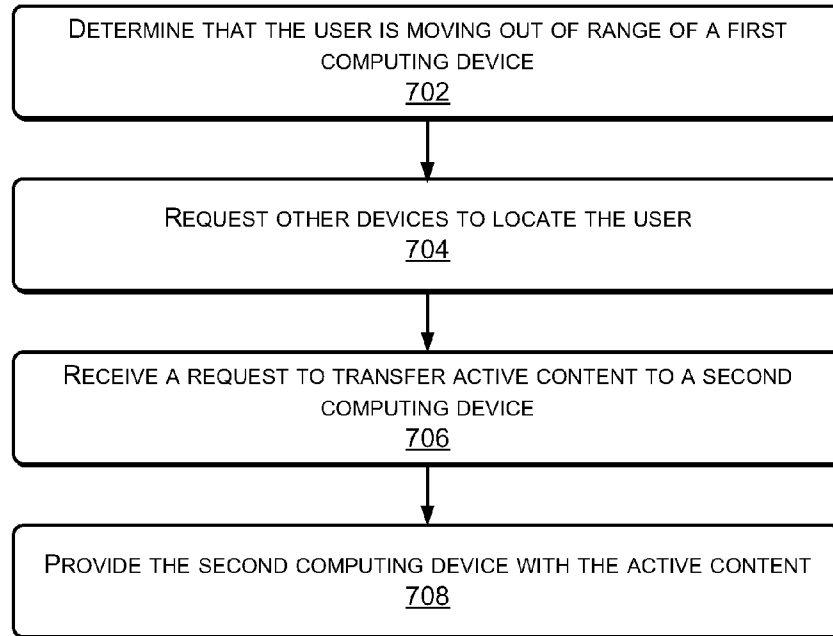 DETERMINE THAT THE USER IS MOVING OUT OF RANGE OF A FIRST
COMPUTING DEVICE
702
REQUEST OTHER DEVICES TO LOCATE THE USER
704
RECEIVE A REQUEST TO TRANSFER ACTIVE CONTENT TO A SECOND
COMPUTING DEVICE
706
PROVIDE THE SECOND COMPUTING DEVICE WITH THE ACTIVE CONTENT
708